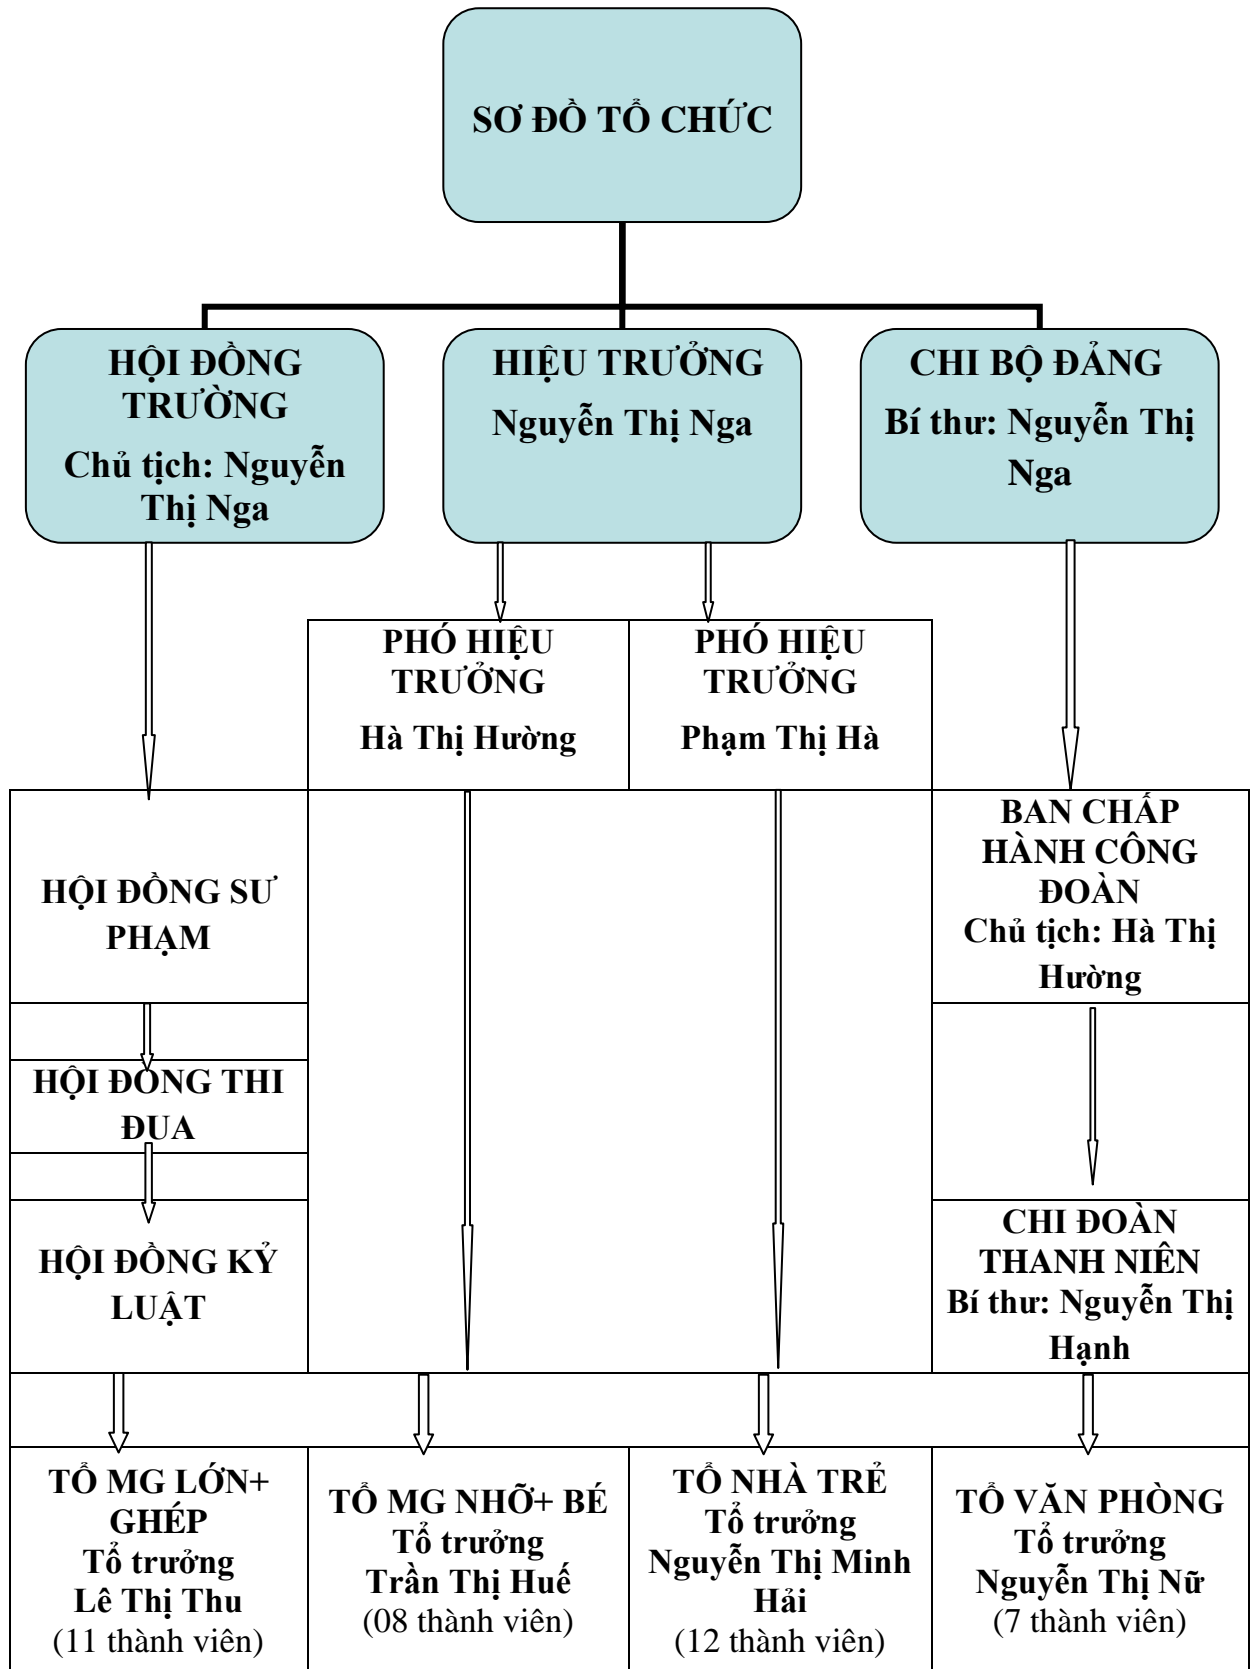 SƠ ĐỒ TỔ CHỨC
HỘI ĐỒNG
TRƯỜNG
Chủ tịch: Nguyễn
Thị Nga
HIỆU TRƯỞNG
Nguyễn Thị Nga
CHI BỘ ĐẢNG
Bí thư: Nguyễn Thị
Nga
PHÓ HIỆU
TRƯỞNG
Hà Thị Hường
PHÓ HIỆU
TRƯỞNG
Phạm Thị Hà
HỘI ĐỒNG SƯ
PHẠM
BAN CHẤP
HÀNH CÔNG
ĐOÀN
Chủ tịch: Hà Thị
Hường
HỘI ĐỒNG THI
ĐUA
HỘI ĐỒNG KỶ
LUẬT
CHI ĐOÀN
THANH NIÊN
Bí thư: Nguyễn Thị
Hạnh
TỔ MG LỚN+
GHÉP
Tổ trưởng
Lê Thị Thu
(11 thành viên)
TỔ MG NHỠ+ BÉ
Tổ trưởng
Trần Thị Huế
(08 thành viên)
TỔ NHÀ TRẺ
Tổ trưởng
Nguyễn Thị Minh
Hải
(12 thành viên)
TỔ VĂN PHÒNG
Tổ trưởng
Nguyễn Thị Nữ
(7 thành viên)